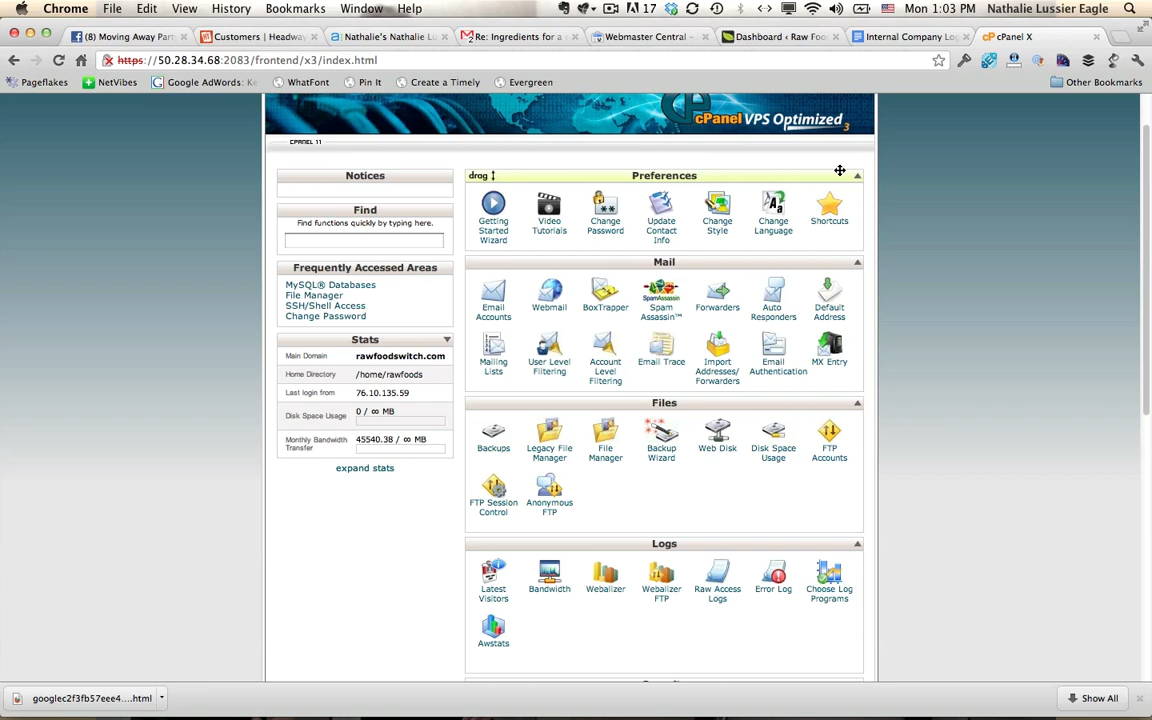 Chrome File Edit View History Bookmarks Window Help 17 Mon 1:03 PM Nathalie Lussier Eagle
(8) Moving Away Part Customers | Headway Nathalie's Nathalie Lu Re: Ingredients for a Webmaster Central - Dashboard ‹ Raw Food Internal Company Log cPanel X
https://50.28.34.68:2083/frontend/x3/index.html
Pageflakes NetVibes Google AdWords: Ke WhatFont Pin It Create a Timely Evergreen Other Bookmarks
cPanel VPS Optimized 3
CPANEL 11
Notices
Find
Find functions quickly by typing here.
Frequently Accessed Areas
MySQL® Databases
File Manager
SSH/Shell Access
Change Password
Stats
Main Domain rawfoodswitch.com
Home Directory /home/rawfoods
Last login from 76.10.135.59
Disk Space Usage 0 / ∞ MB
Monthly Bandwidth Transfer 45540.38 / ∞ MB
expand stats
drag Preferences
Getting Started Wizard
Video Tutorials
Change Password
Update Contact Info
Change Style
Change Language
Shortcuts
Mail
Email Accounts
Webmail
BoxTrapper
SpamAssassin
Spam Assassin™
Forwarders
Auto Responders
Default Address
Mailing Lists
User Level Filtering
Account Level Filtering
Email Trace
Import Addresses/ Forwarders
Email Authentication
MX Entry
Files
Backups
Legacy File Manager
File Manager
Backup Wizard
Web Disk
Disk Space Usage
FTP Accounts
FTP Session Control
Anonymous FTP
Logs
Latest Visitors
Bandwidth
Webalizer
Webalizer FTP
Raw Access Logs
Error Log
Choose Log Programs
Awstats
googlec2f3fb57eee4....html Show All